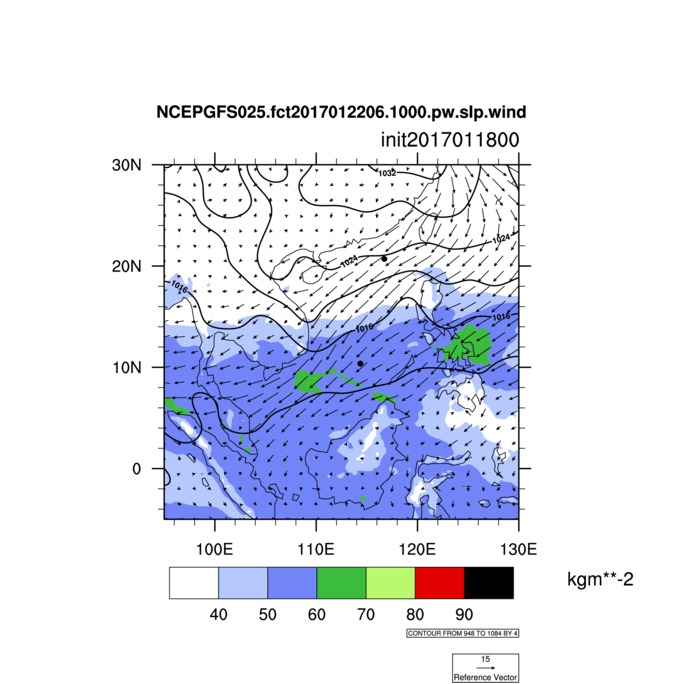 NCEPGFS025.fct2017012206.1000.pw.slp.wind
init2017011800
30N
1032
1024
20N
1024
1016
1016
1016
10N
0
100E 110E 120E 130E
kgm**-2
40 50 60 70 80 90
CONTOUR FROM 948 TO 1084 BY 4
15
Reference Vector